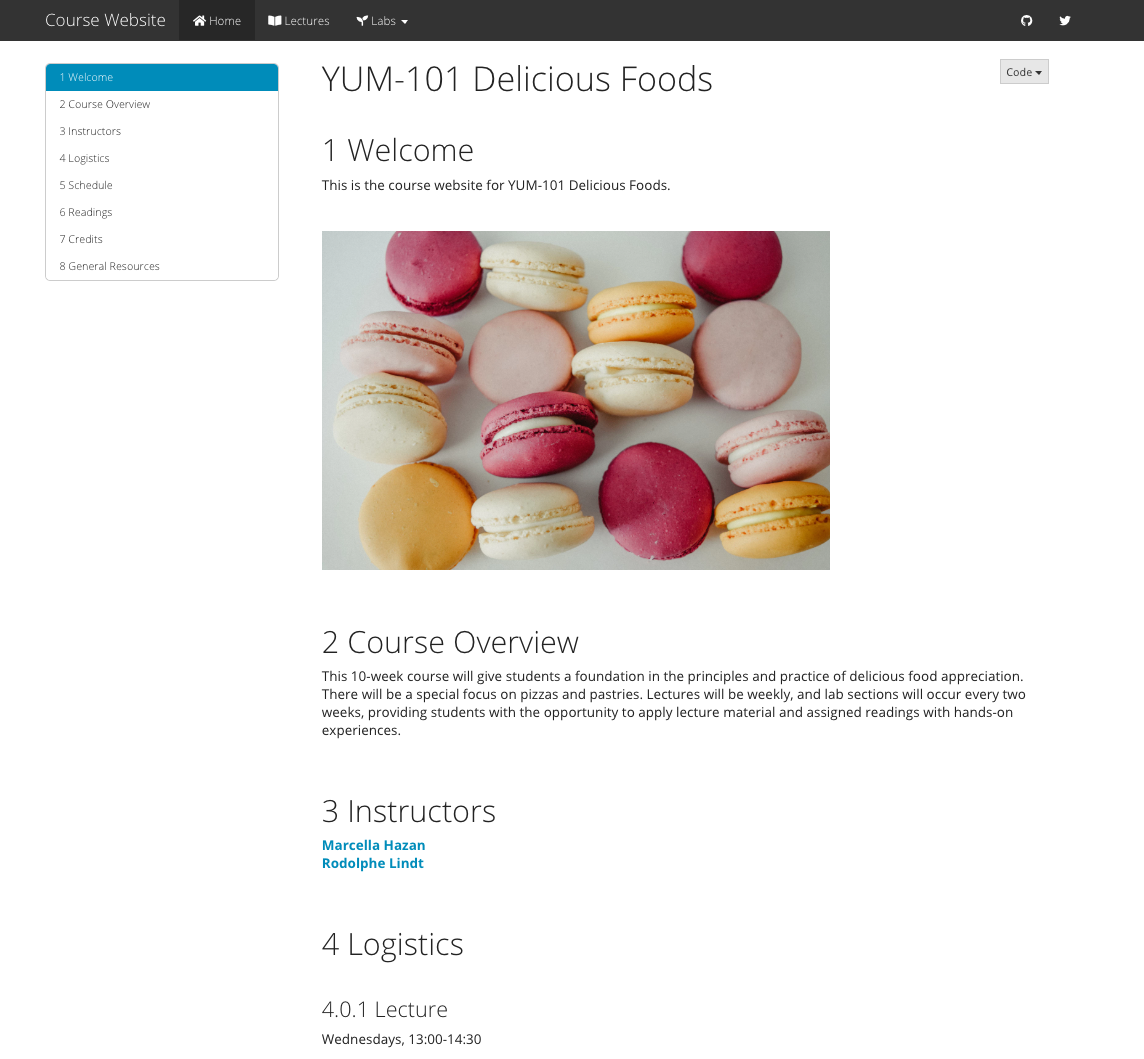 Course Website Home Lectures Labs
1 Welcome
2 Course Overview
3 Instructors
4 Logistics
5 Schedule
6 Readings
7 Credits
8 General Resources
YUM-101 Delicious Foods
Code
1 Welcome
This is the course website for YUM-101 Delicious Foods.
2 Course Overview
This 10-week course will give students a foundation in the principles and practice of delicious food appreciation.
There will be a special focus on pizzas and pastries. Lectures will be weekly, and lab sections will occur every two
weeks, providing students with the opportunity to apply lecture material and assigned readings with hands-on
experiences.
3 Instructors
Marcella Hazan
Rodolphe Lindt
4 Logistics
4.0.1 Lecture
Wednesdays, 13:00-14:30